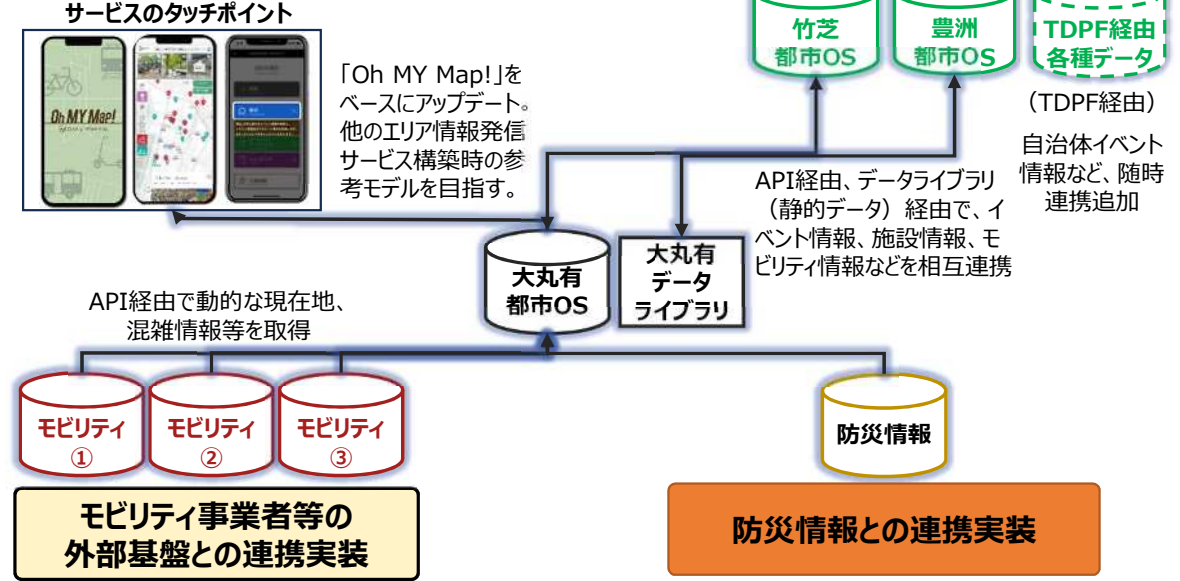 サービスのタッチポイント
Oh MY Map!
「Oh MY Map!」を
ベースにアップデート。
他のエリア情報発信
サービス構築時の参
考モデルを目指す。
竹芝
都市OS
豊洲
都市OS
TDPF経由
各種データ
（TDPF経由）
自治体イベント
情報など、随時
連携追加
API経由、データライブラリ
（静的データ）経由で、イ
ベント情報、施設情報、モ
ビリティ情報などを相互連携
大丸有
都市OS
大丸有
データ
ライブラリ
API経由で動的な現在地、
混雑情報等を取得
モビリティ
①
モビリティ
②
モビリティ
③
防災情報
モビリティ事業者等の
外部基盤との連携実装
防災情報との連携実装